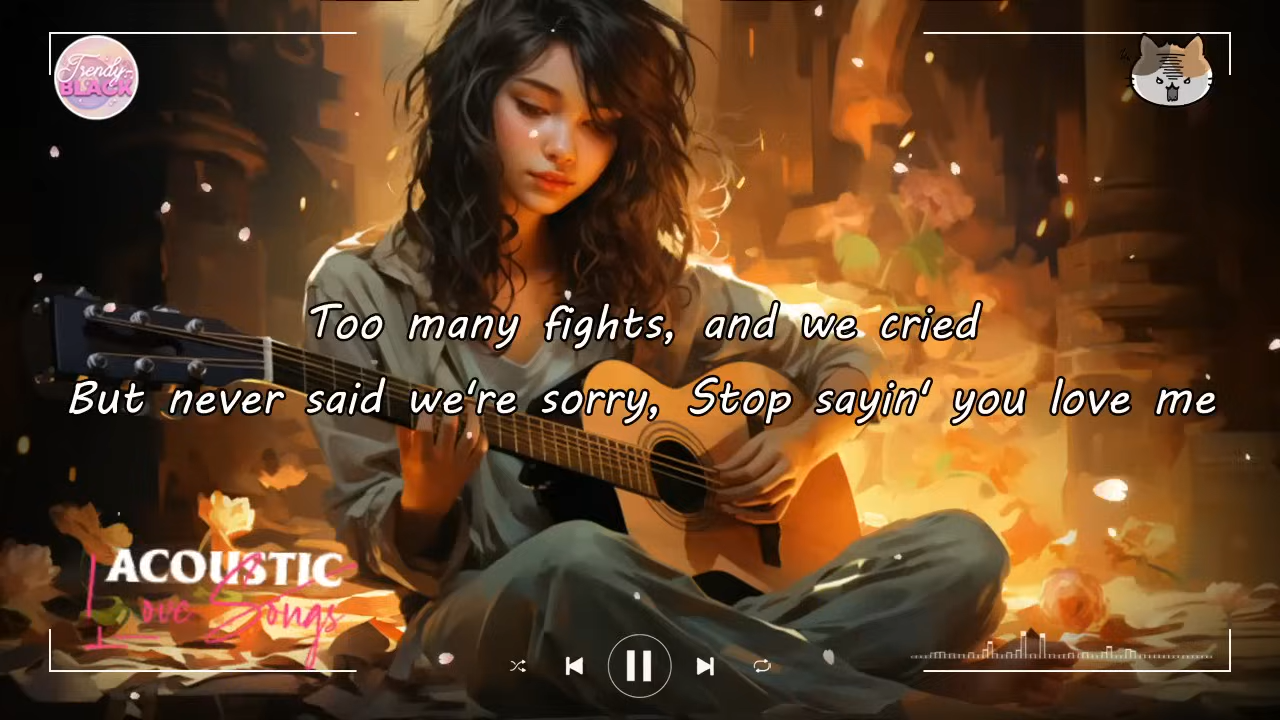 Trendy
BLACK
Too many fights, and we cried
But never said we're sorry, Stop sayin' you love me
ACOUSTIC
Love Songs